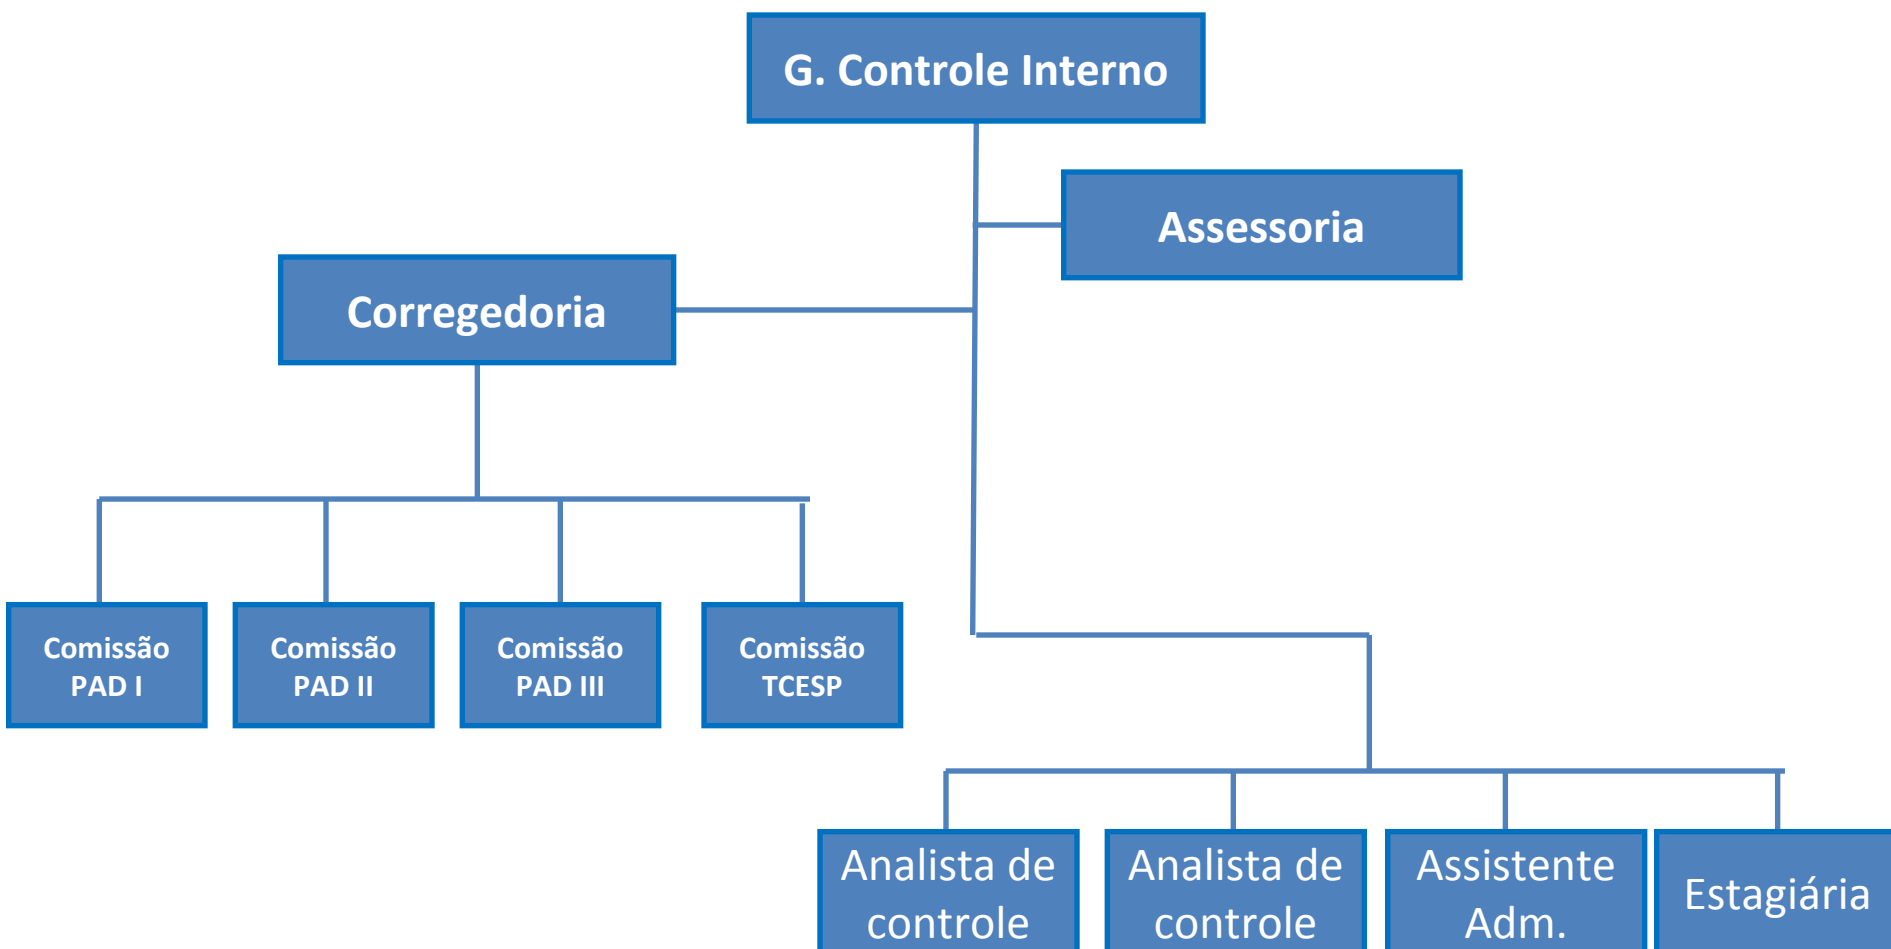 G. Controle Interno
Assessoria
Corregedoria
Comissão
PAD I
Comissão
PAD II
Comissão
PAD III
Comissão
TCESP
Analista de
controle
Analista de
controle
Assistente
Adm.
Estagiária